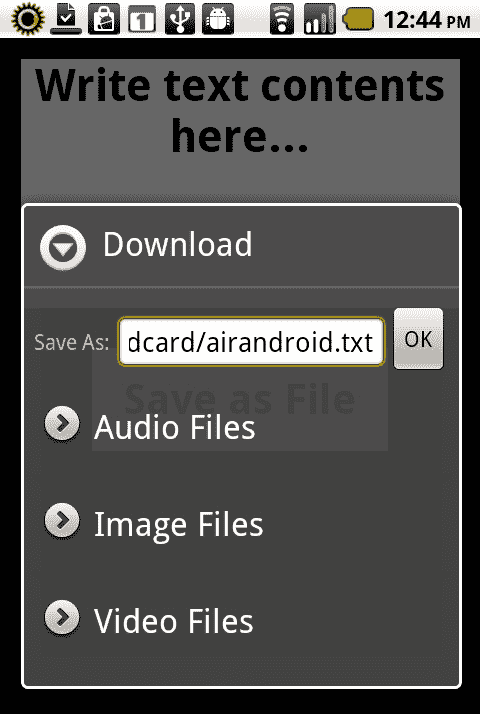 1
12:44 PM
Write text contents
here...
Download
Save As: dcard/airandroid.txt OK
Save as File
Audio Files
Image Files
Video Files